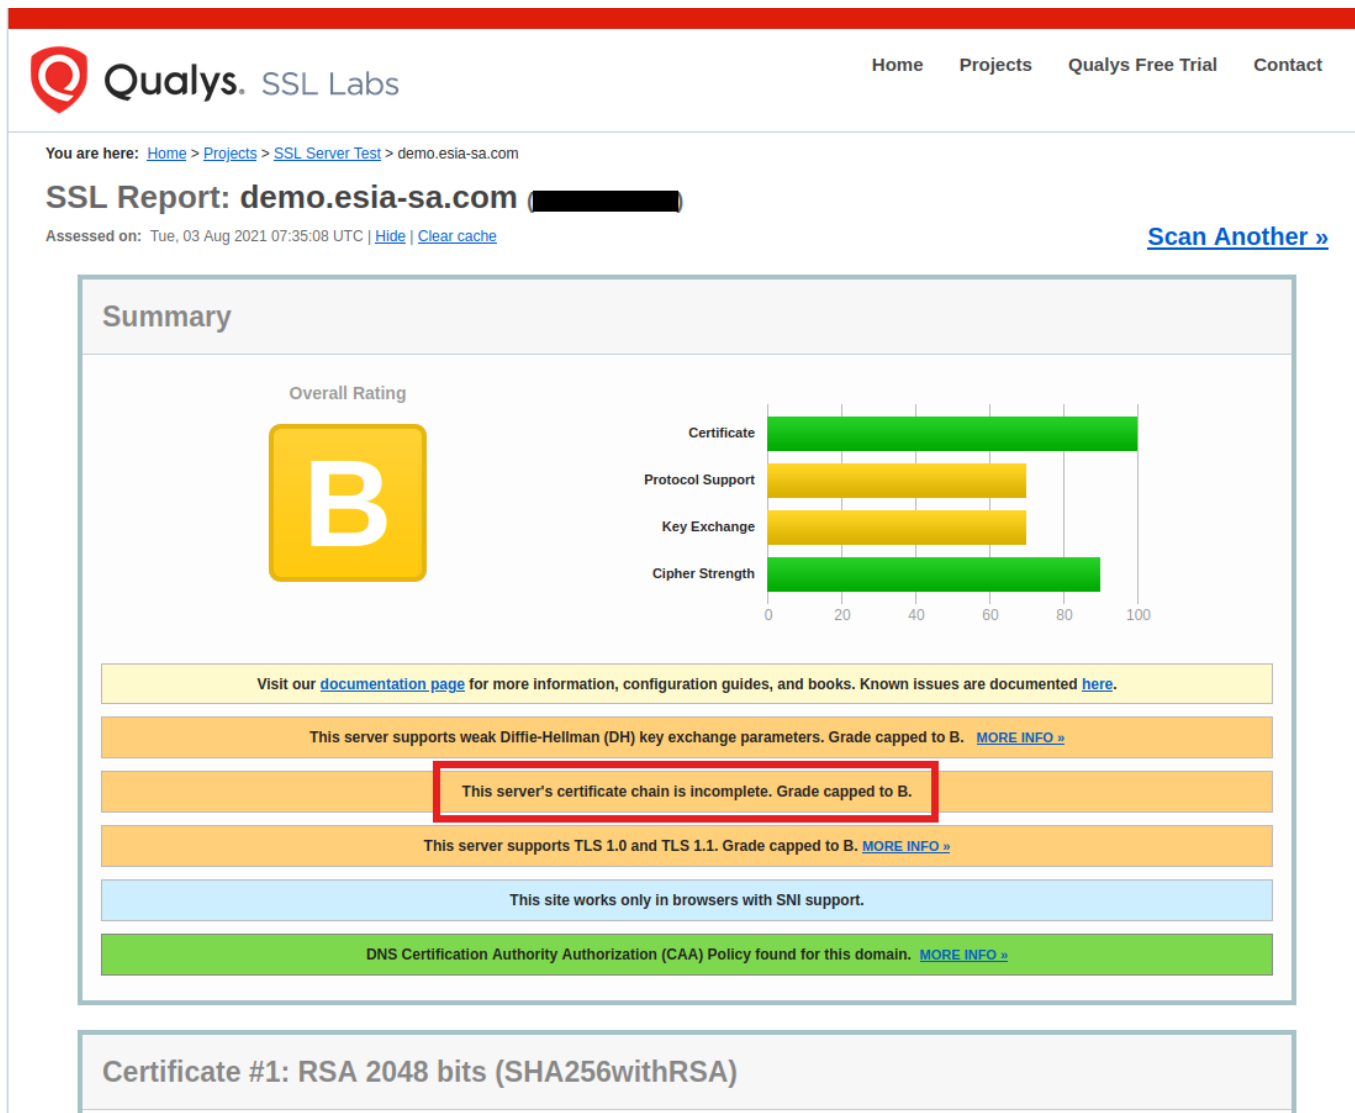 Qualys. SSL Labs
Home Projects Qualys Free Trial Contact
You are here: Home > Projects > SSL Server Test > demo.esia-sa.com
SSL Report: demo.esia-sa.com ( )
Assessed on: Tue, 03 Aug 2021 07:35:08 UTC | Hide | Clear cache
Scan Another »
Summary
Overall Rating
B
Certificate
Protocol Support
Key Exchange
Cipher Strength
0 20 40 60 80 100
Visit our documentation page for more information, configuration guides, and books. Known issues are documented here.
This server supports weak Diffie-Hellman (DH) key exchange parameters. Grade capped to B. MORE INFO »
This server's certificate chain is incomplete. Grade capped to B.
This server supports TLS 1.0 and TLS 1.1. Grade capped to B. MORE INFO »
This site works only in browsers with SNI support.
DNS Certification Authority Authorization (CAA) Policy found for this domain. MORE INFO »
Certificate #1: RSA 2048 bits (SHA256withRSA)